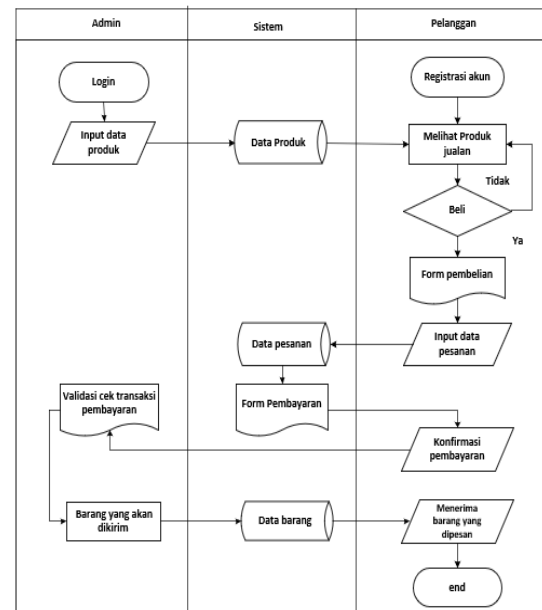 Admin
Sistem
Pelanggan
Login
Registrasi akun
Input data
produk
Data Produk
Melihat Produk
jualan
Tidak
Beli
Ya
Form pembelian
Input data
pesanan
Data pesanan
Validasi cek transaksi
pembayaran
Form Pembayaran
Konfirmasi
pembayaran
Barang yang akan
dikirim
Data barang
Menerima
barang yang
dipesan
end